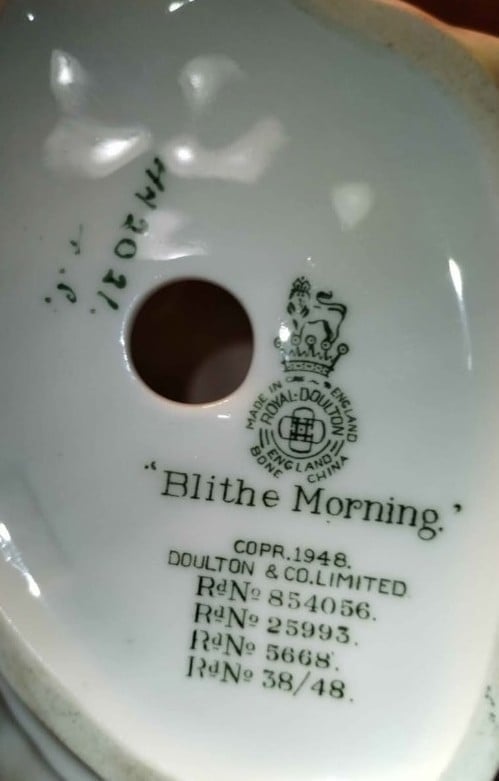 HN 2021.
MADE IN ENGLAND
ROYAL·DOULTON
ENGLAND
BONE CHINA
"Blithe Morning."
COPR.1948.
DOULTON & CO.LIMITED
RdNo 854056.
RdNo 25993.
RdNo 5668.
RdNo 38/48.